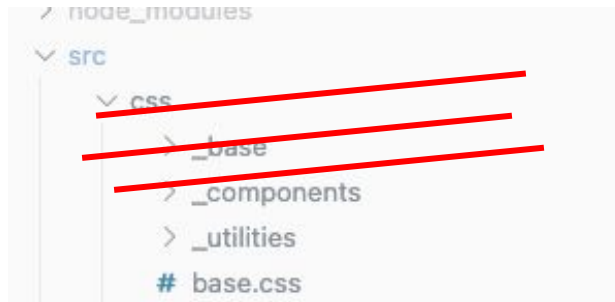 node_modules
src
css
_base
_components
_utilities
# base.css